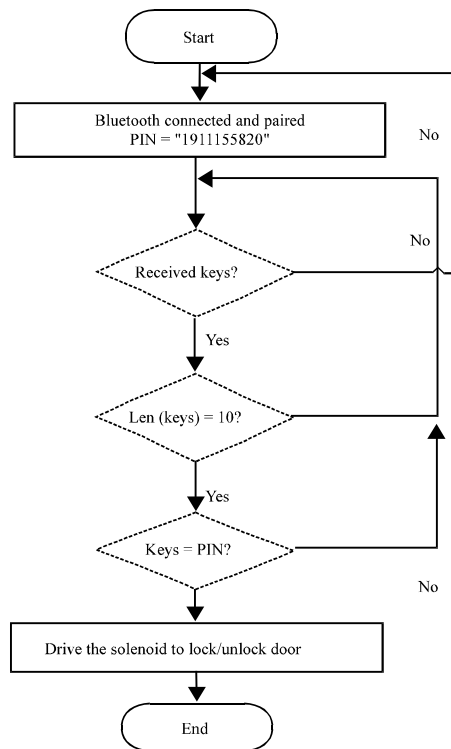 Start
Bluetooth connected and paired
PIN = "1911155820"
No
No
Received keys?
Yes
Len (keys) = 10?
Yes
Keys = PIN?
No
Drive the solenoid to lock/unlock door
End